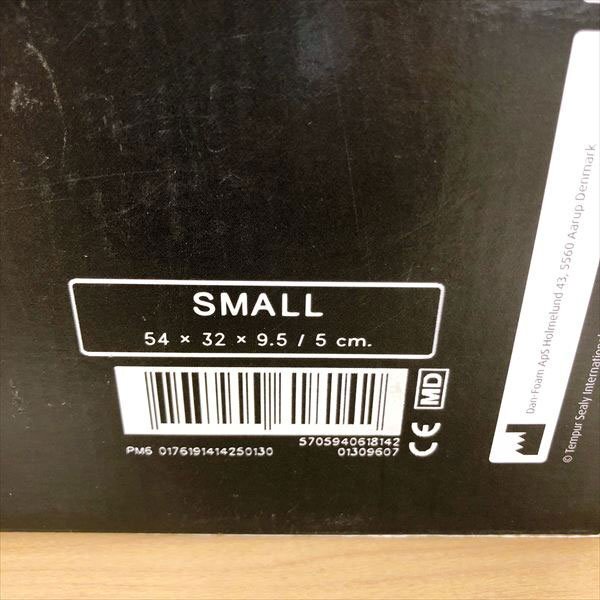 SMALL
54 × 32 × 9.5 / 5 cm.
5705940618142
PM6 0176191414250130
01309607
MD
CE
Dan-Foam ApS Holmelund 43, 5560 Aarup Denmark
© Tempur Sealy International